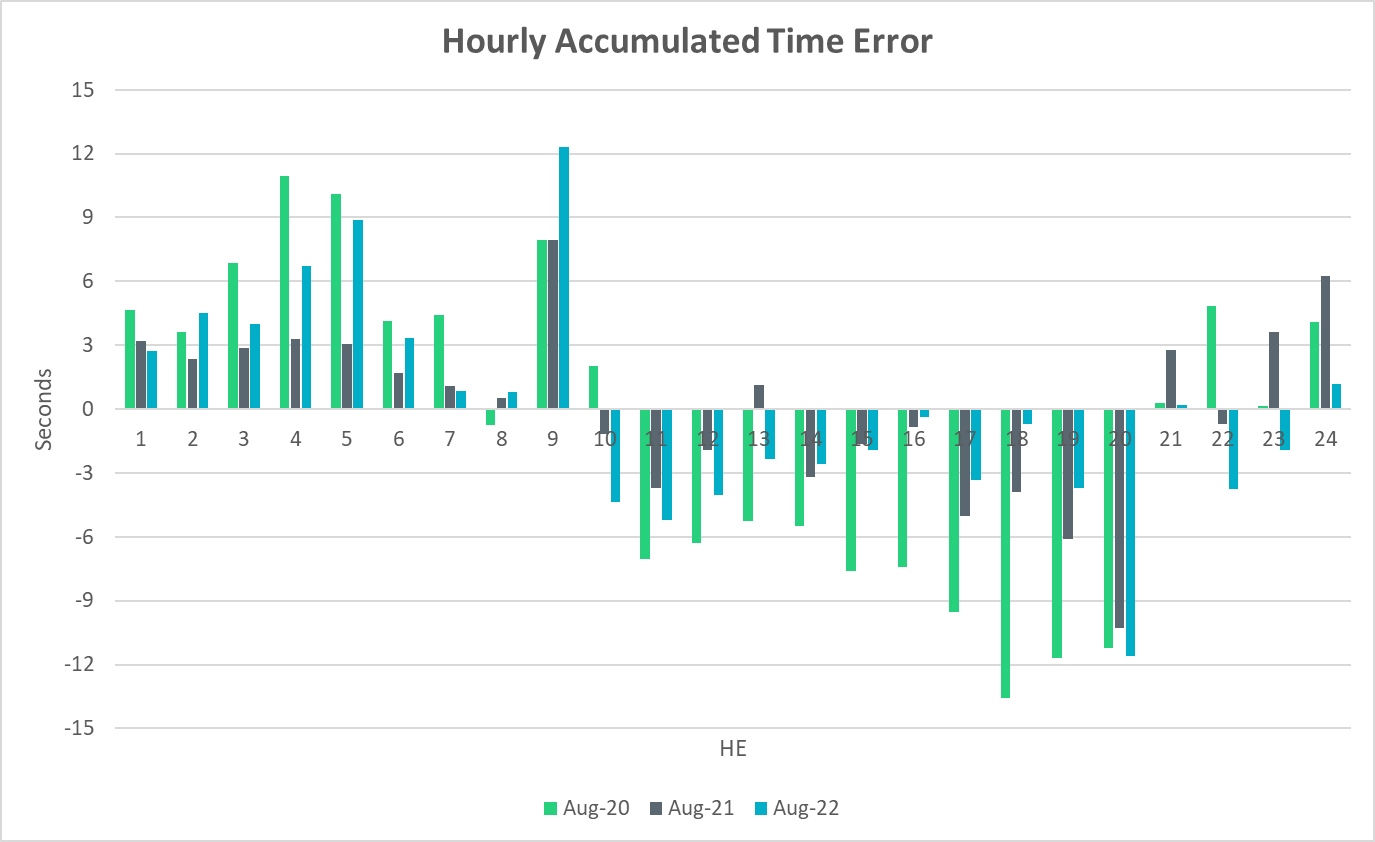 Hourly Accumulated Time Error
15
12
9
6
3
0
-3
-6
-9
-12
-15
Seconds
1 2 3 4 5 6 7 8 9 10 11 12 13 14 15 16 17 18 19 20 21 22 23 24
HE
Aug-20 Aug-21 Aug-22